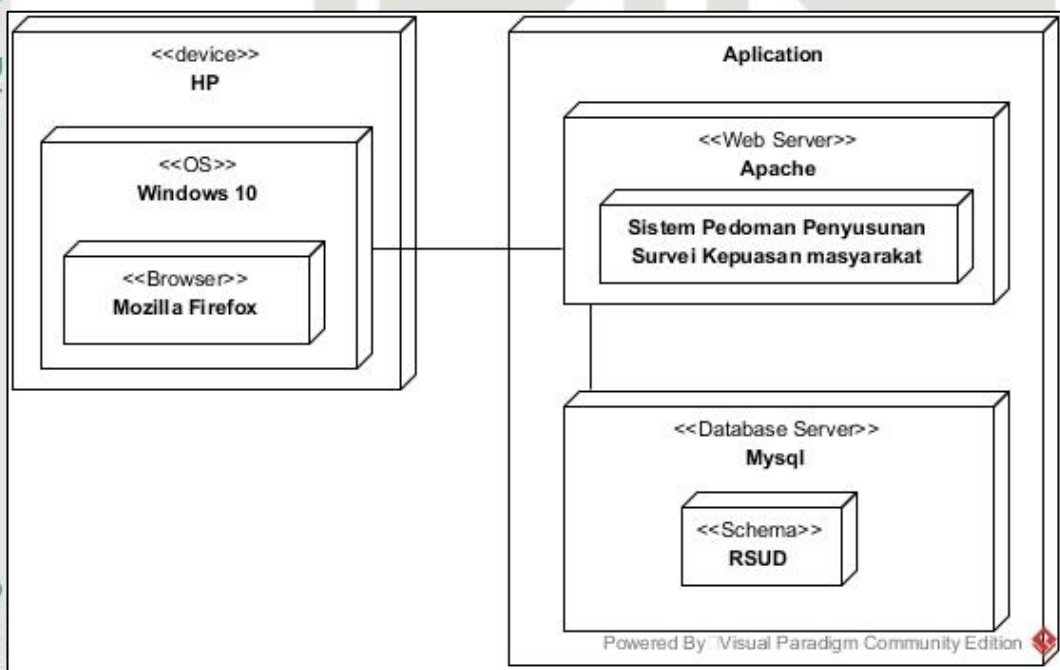 <<device>>
HP
<<OS>>
Windows 10
<<Browser>>
Mozilla Firefox
Aplication
<<Web Server>>
Apache
Sistem Pedoman Penyusunan
Survei Kepuasan masyarakat
<<Database Server>>
Mysql
<<Schema>>
RSUD
Powered By Visual Paradigm Community Edition